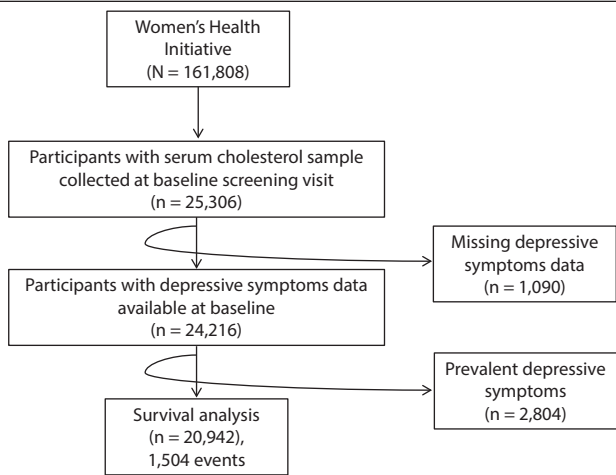 Women's Health
Initiative
(N = 161,808)
Participants with serum cholesterol sample
collected at baseline screening visit
(n = 25,306)
Missing depressive
symptoms data
(n = 1,090)
Participants with depressive symptoms data
available at baseline
(n = 24,216)
Prevalent depressive
symptoms
(n = 2,804)
Survival analysis
(n = 20,942),
1,504 events